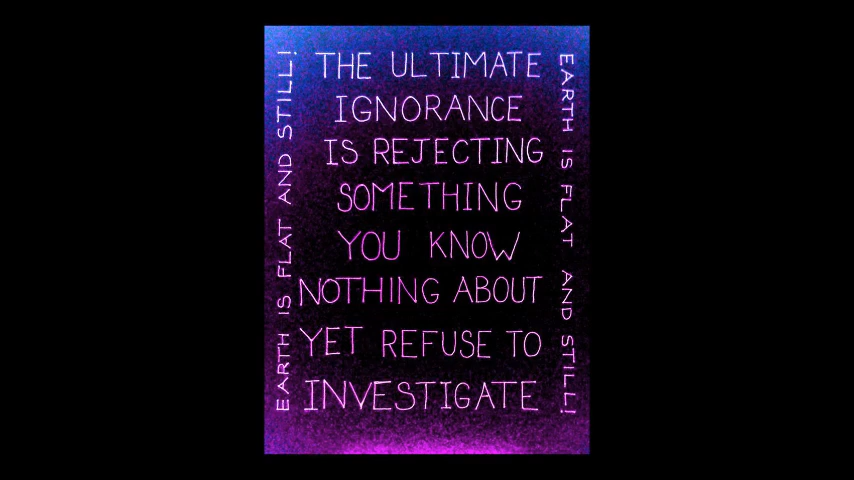 EARTH IS FLAT AND STILL!
THE ULTIMATE
IGNORANCE
IS REJECTING
SOMETHING
YOU KNOW
NOTHING ABOUT
YET REFUSE TO
INVESTIGATE
EARTH IS FLAT AND STILL!